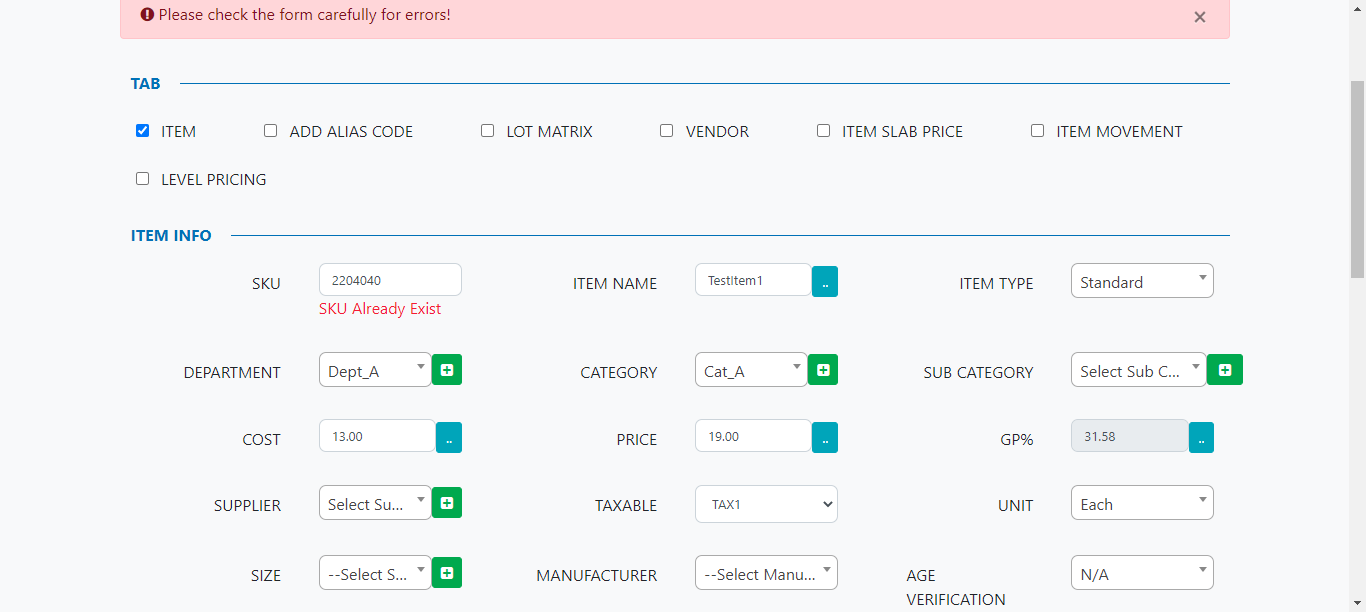 Please check the form carefully for errors! ×
TAB
ITEM ADD ALIAS CODE LOT MATRIX VENDOR ITEM SLAB PRICE ITEM MOVEMENT
LEVEL PRICING
ITEM INFO
SKU 2204040 ITEM NAME TestItem1 .. ITEM TYPE Standard
SKU Already Exist
DEPARTMENT Dept_A CATEGORY Cat_A SUB CATEGORY Select Sub C...
COST 13.00 .. PRICE 19.00 .. GP% 31.58 ..
SUPPLIER Select Su... TAXABLE TAX1 UNIT Each
SIZE --Select S... MANUFACTURER --Select Manu... AGE VERIFICATION N/A